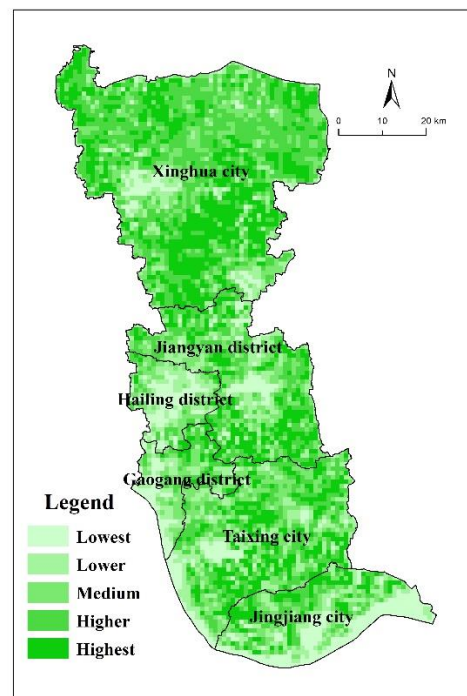 N
0 10 20 km
Xinghua city
Jiangyan district
Hailing district
Gaogang district
Legend
Lowest
Lower
Medium
Higher
Highest
Taixing city
Jingjiang city